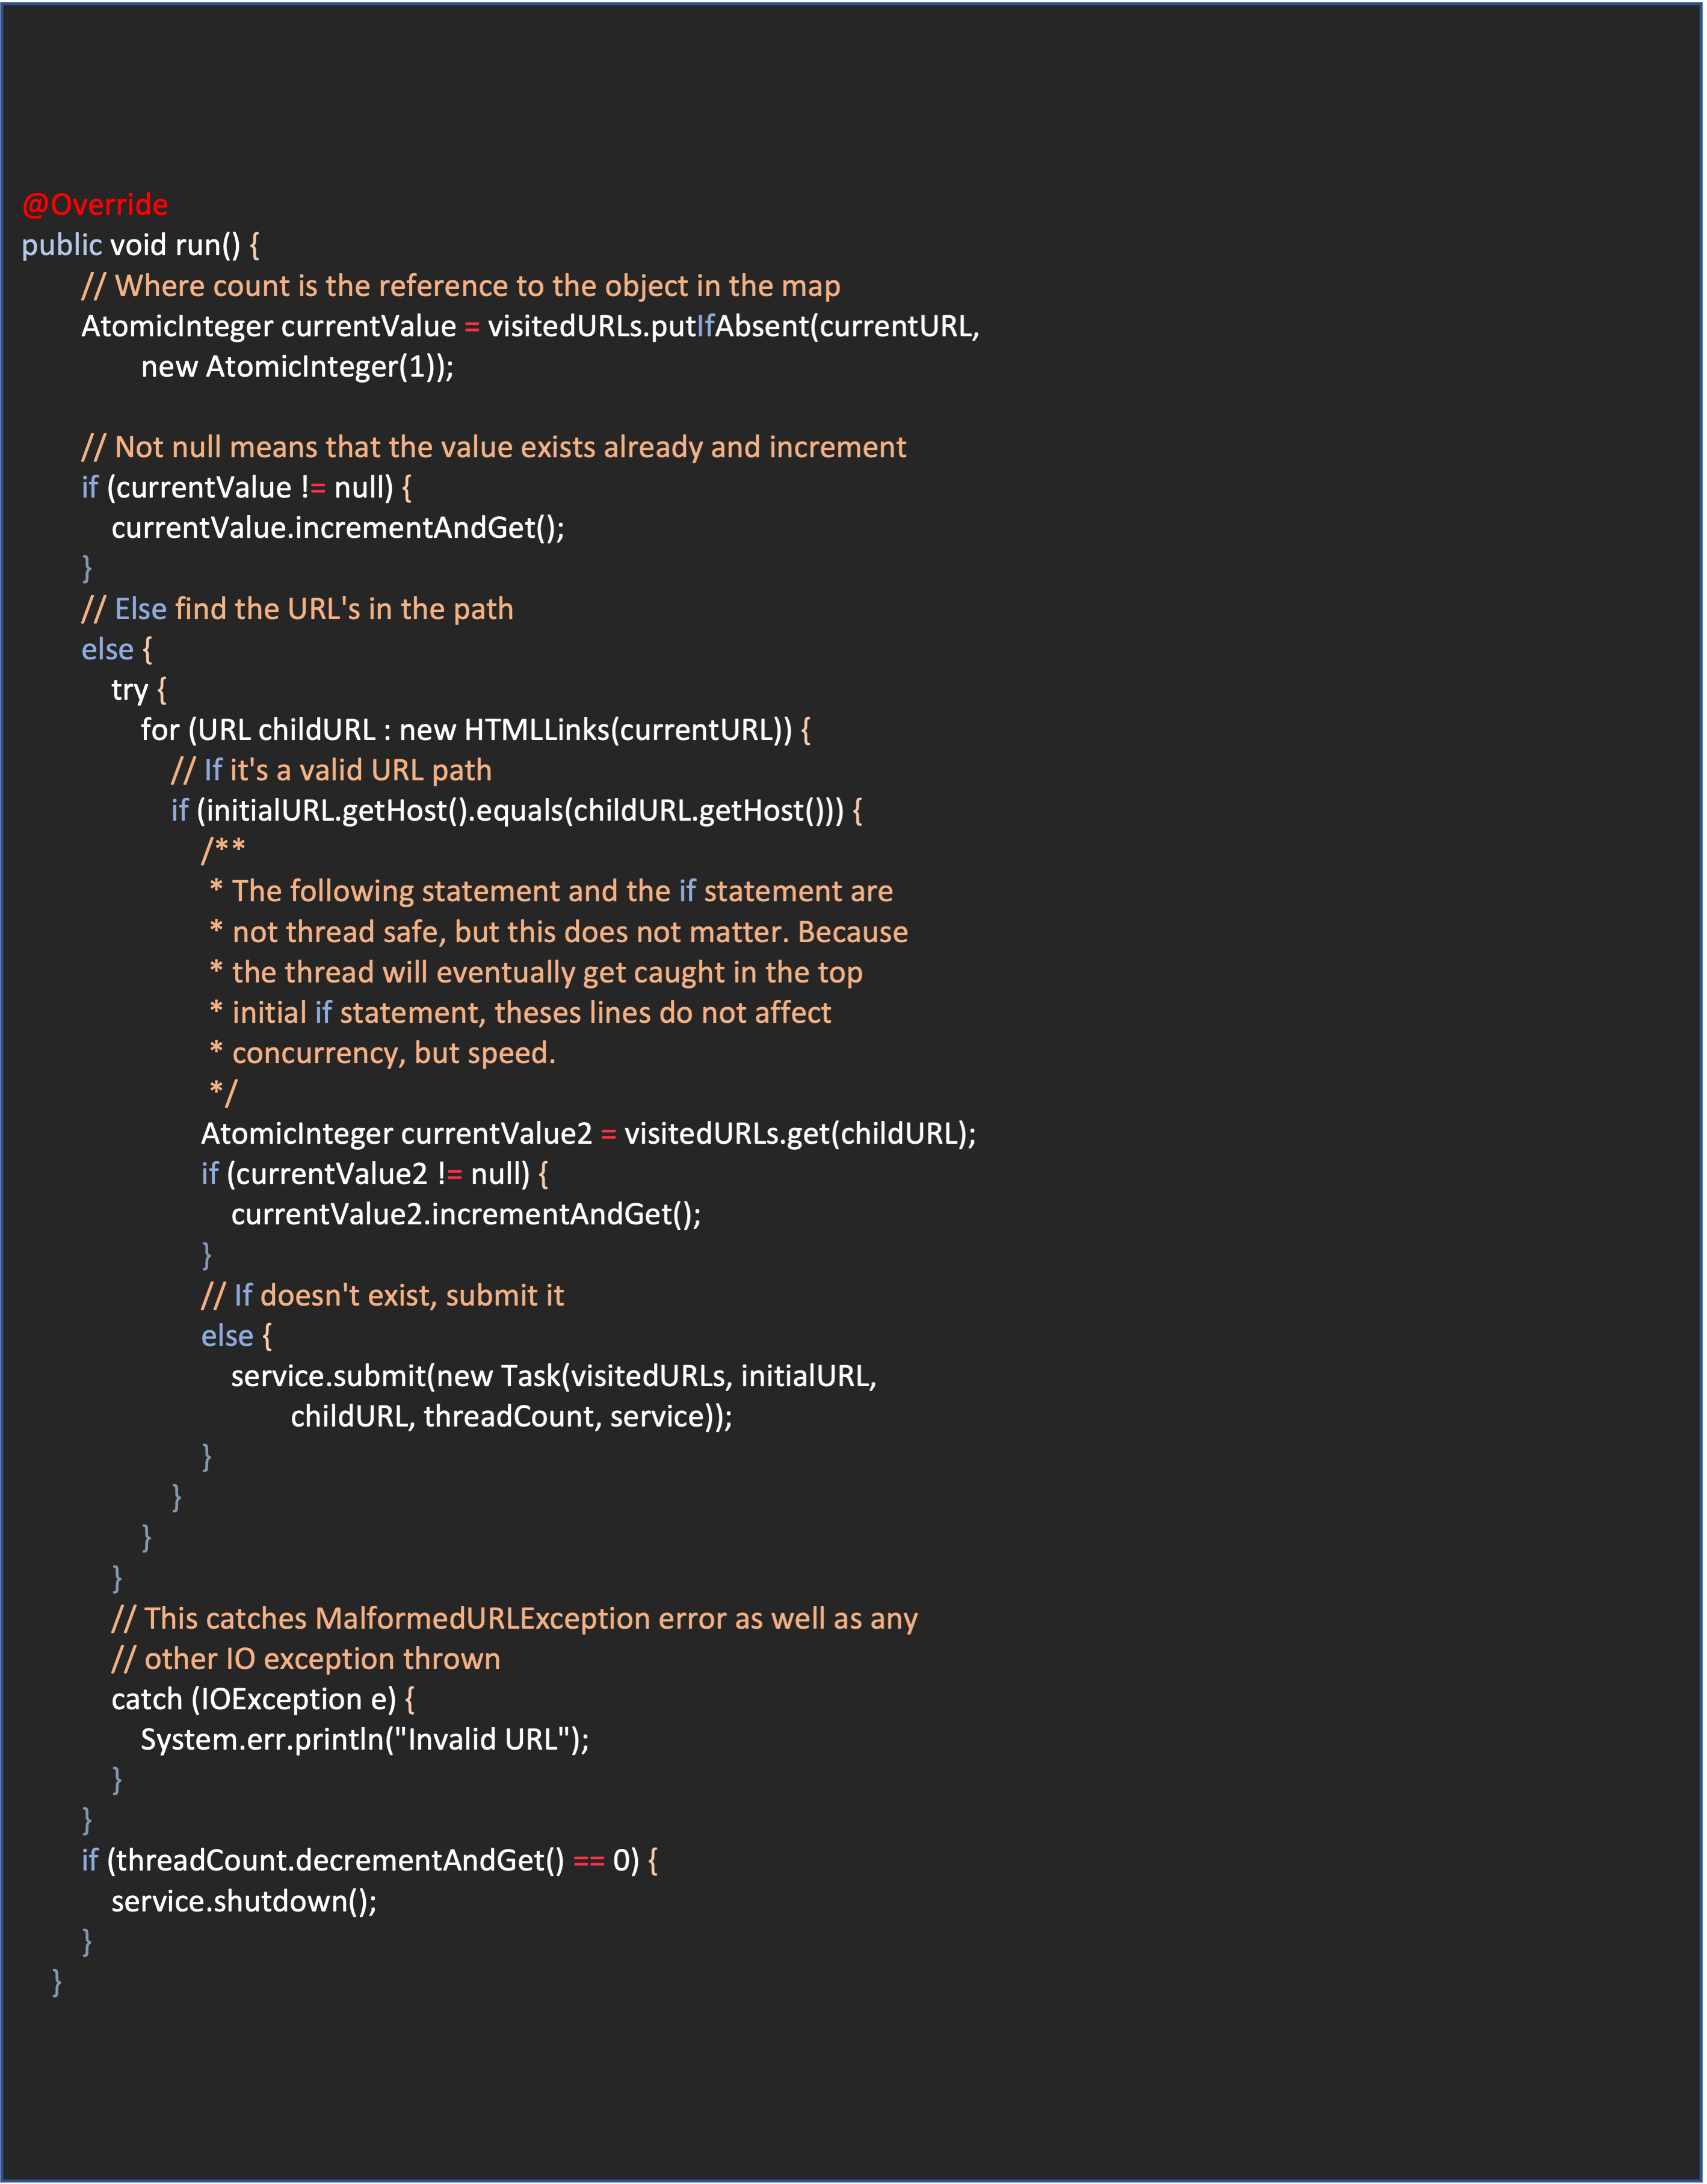 @Override
public void run() {
// Where count is the reference to the object in the map
AtomicInteger currentValue = visitedURLs.putIfAbsent(currentURL,
new AtomicInteger(1));
// Not null means that the value exists already and increment
if (currentValue != null) {
currentValue.incrementAndGet();
}
// Else find the URL's in the path
else {
try {
for (URL childURL : new HTMLLinks(currentURL)) {
// If it's a valid URL path
if (initialURL.getHost().equals(childURL.getHost())) {
/**
* The following statement and the if statement are
* not thread safe, but this does not matter. Because
* the thread will eventually get caught in the top
* initial if statement, theses lines do not affect
* concurrency, but speed.
*/
AtomicInteger currentValue2 = visitedURLs.get(childURL);
if (currentValue2 != null) {
currentValue2.incrementAndGet();
}
// If doesn't exist, submit it
else {
service.submit(new Task(visitedURLs, initialURL,
childURL, threadCount, service));
}
}
}
}
// This catches MalformedURLException error as well as any
// other IO exception thrown
catch (IOException e) {
System.err.println("Invalid URL");
}
}
if (threadCount.decrementAndGet() == 0) {
service.shutdown();
}
}